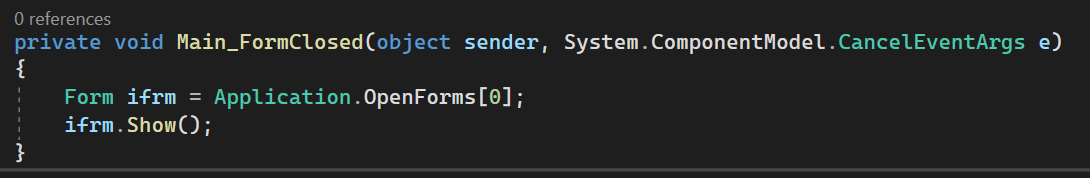 0 references
private void Main_FormClosed(object sender, System.ComponentModel.CancelEventArgs e)
{
    Form ifrm = Application.OpenForms[0];
    ifrm.Show();
}